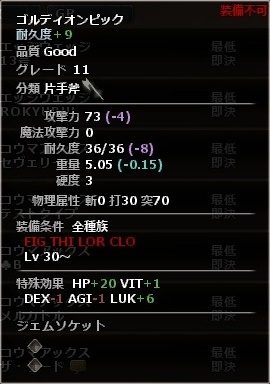 装備不可
ゴルディオンピック
耐久度+9
品質 Good
グレード 11
分類 片手斧
攻撃力 73 (-4)
魔法攻撃力 0
耐久度 36/36 (-8)
重量 5.05 (-0.15)
硬度 3
物理属性 斬0 打30 突70
装備条件 全種族
FIG THI LOR CLO
Lv 30~
特殊効果 HP+20 VIT+1
DEX-1 AGI-1 LUK+6
ジェムソケット